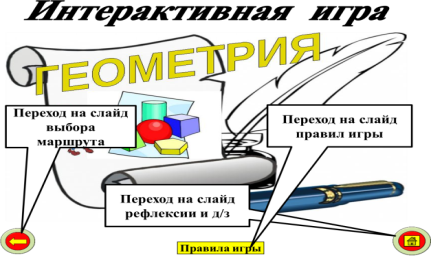 Интерактивная игра
ГЕОМЕТРИЯ
Переход на слайд
выбора
маршрута
Переход на слайд
правил игры
Переход на слайд
рефлексии и д/з
Правила игры